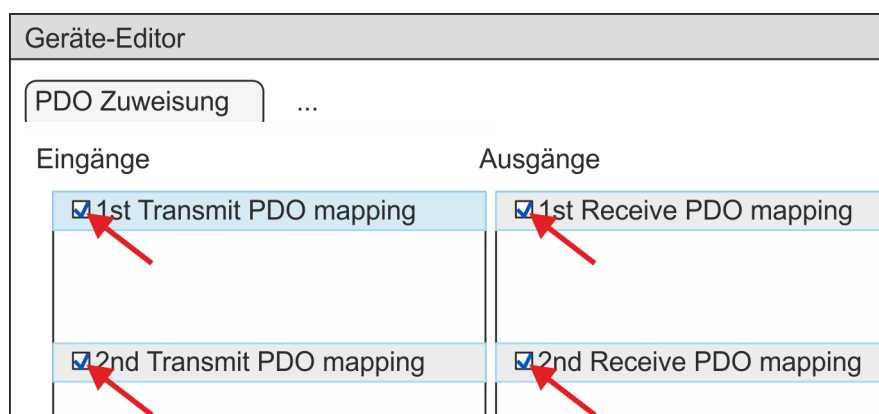 Geräte-Editor
PDO Zuweisung ...
Eingänge Ausgänge
1st Transmit PDO mapping 1st Receive PDO mapping
2nd Transmit PDO mapping 2nd Receive PDO mapping